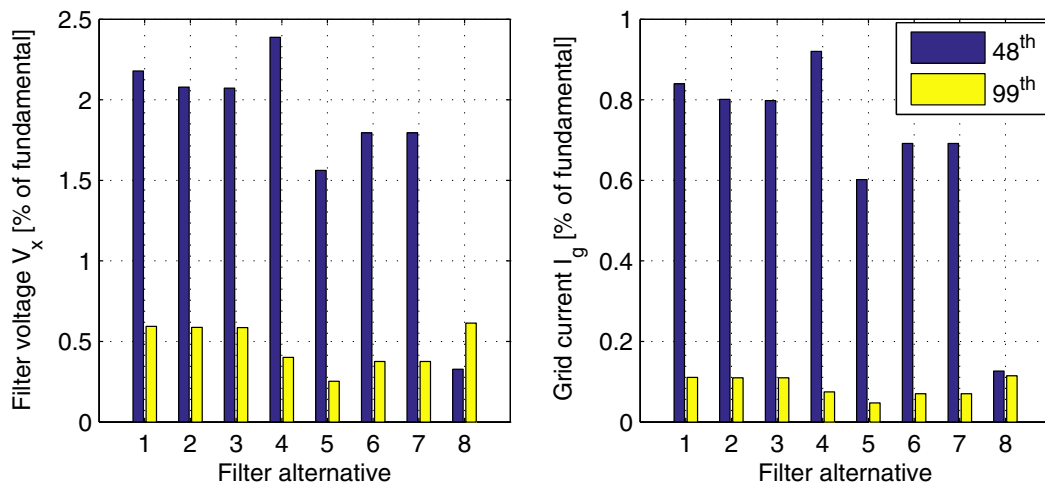 2.5
2
1.5
1
0.5
0
Filter voltage V_x [% of fundamental]
1 2 3 4 5 6 7 8
Filter alternative
1
0.8
0.6
0.4
0.2
0
Grid current I_g [% of fundamental]
1 2 3 4 5 6 7 8
Filter alternative
48th
99th